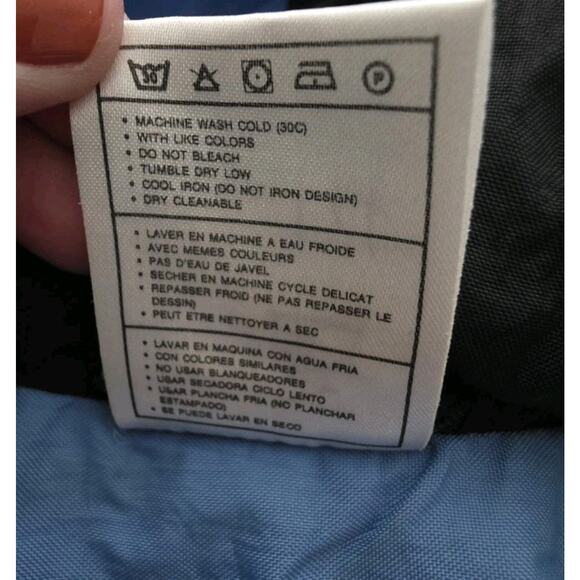 30
P
• MACHINE WASH COLD (30C)
• WITH LIKE COLORS
• DO NOT BLEACH
• TUMBLE DRY LOW
• COOL IRON (DO NOT IRON DESIGN)
• DRY CLEANABLE
• LAVER EN MACHINE A EAU FROIDE
• AVEC MEMES COULEURS
• PAS D'EAU DE JAVEL
• SECHER EN MACHINE CYCLE DELICAT
• REPASSER FROID (NE PAS REPASSER LE
DESSIN)
• PEUT ETRE NETTOYER A SEC
• LAVAR EN MAQUINA CON AGUA FRIA
• CON COLORES SIMILARES
• NO USAR BLANQUEADORES
• USAR SECADORA CICLO LENTO
• USAR PLANCHA FRIA (NO PLANCHAR
ESTAMPADO)
• SE PUEDE LAVAR EN SECO